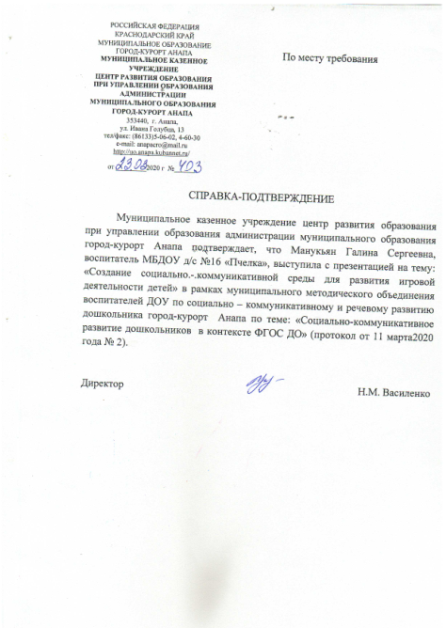 РОССИЙСКАЯ ФЕДЕРАЦИЯ
КРАСНОДАРСКИЙ КРАЙ
МУНИЦИПАЛЬНОЕ ОБРАЗОВАНИЕ
ГОРОД-КУРОРТ АНАПА
МУНИЦИПАЛЬНОЕ КАЗЕННОЕ
УЧРЕЖДЕНИЕ
ЦЕНТР РАЗВИТИЯ ОБРАЗОВАНИЯ
ПРИ УПРАВЛЕНИИ ОБРАЗОВАНИЯ
АДМИНИСТРАЦИИ
МУНИЦИПАЛЬНОГО ОБРАЗОВАНИЯ
ГОРОД-КУРОРТ АНАПА
353440, г. Анапа,
ул. Ивана Голубца, 13
тел/факс: (86133)5-06-02, 4-60-30
e-mail: anapacro@mail.ru
http://uo.anapa.kubannet.ru/
от 23.03.2020 г № 403
По месту требования
СПРАВКА-ПОДТВЕРЖДЕНИЕ
Муниципальное казенное учреждение центр развития образования
при управлении образования администрации муниципального образования
город-курорт Анапа подтверждает, что Манукьян Галина Сергеевна,
воспитатель МБДОУ д/с №16 «Пчелка», выступила с презентацией на тему:
«Создание социально.-.коммуникативной среды для развития игровой
деятельности детей» в рамках муниципального методического объединения
воспитателей ДОУ по социально – коммуникативному и речевому развитию
дошкольника город-курорт Анапа по теме: «Социально-коммуникативное
развитие дошкольников в контексте ФГОС ДО» (протокол от 11 марта2020
года № 2).
Директор
Н.М. Василенко